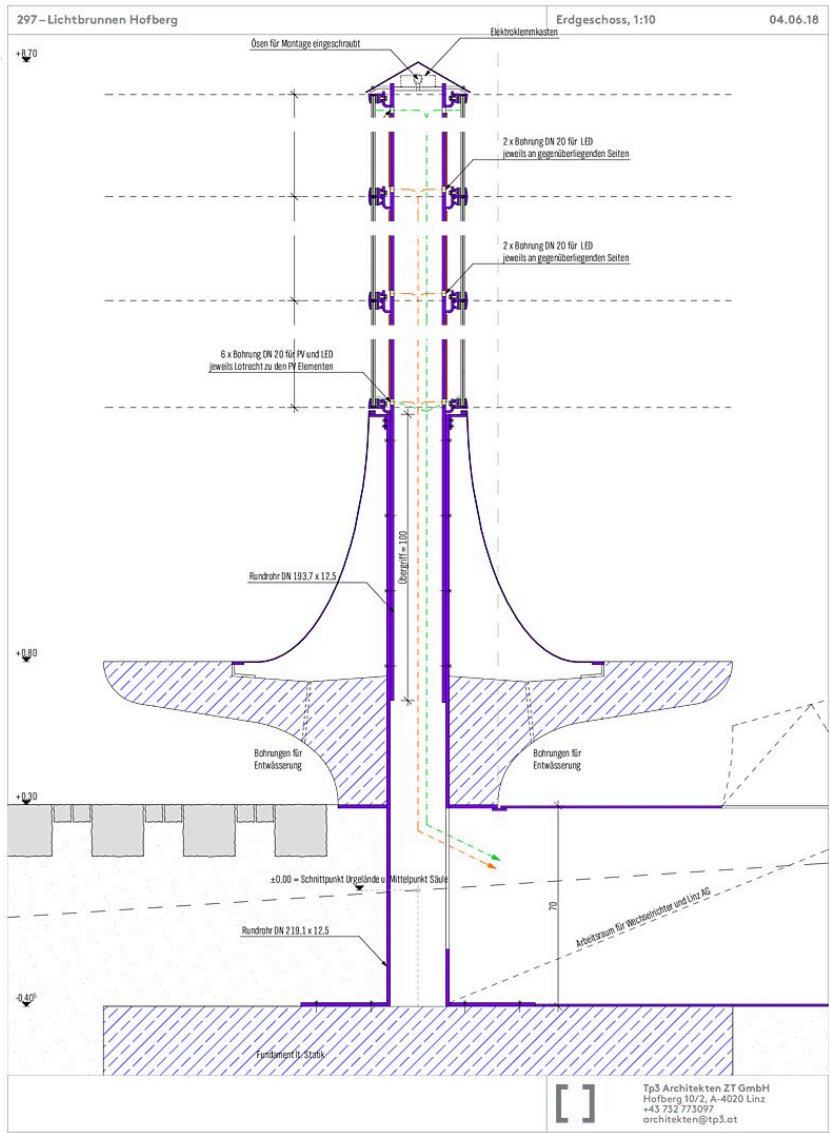 297 – Lichtbrunnen Hofberg
Erdgeschoss, 1:10
04.06.18
+8,70
Ösen für Montage eingeschraubt
Elektroklemmkasten
2 x Bohrung DN 20 für LED
jeweils an gegenüberliegenden Seiten
2 x Bohrung DN 20 für LED
jeweils an gegenüberliegenden Seiten
6 x Bohrung DN 20 für PV und LED
jeweils Lotrecht zu den PV Elementen
Übergriff = 100
Rundrohr DN 193,7 x 12,5
+0,80
Bohrungen für
Entwässerung
Bohrungen für
Entwässerung
+0,30
±0,00 = Schnittpunkt Urgelände u. Mittelpunkt Säule
70
Arbeitsraum für Wechselrichter und Linz AG
Rundrohr DN 219,1 x 12,5
-0,40⁵
Fundament lt. Statik
Tp3 Architekten ZT GmbH
Hofberg 10/2, A-4020 Linz
+43 732 773097
architekten@tp3.at